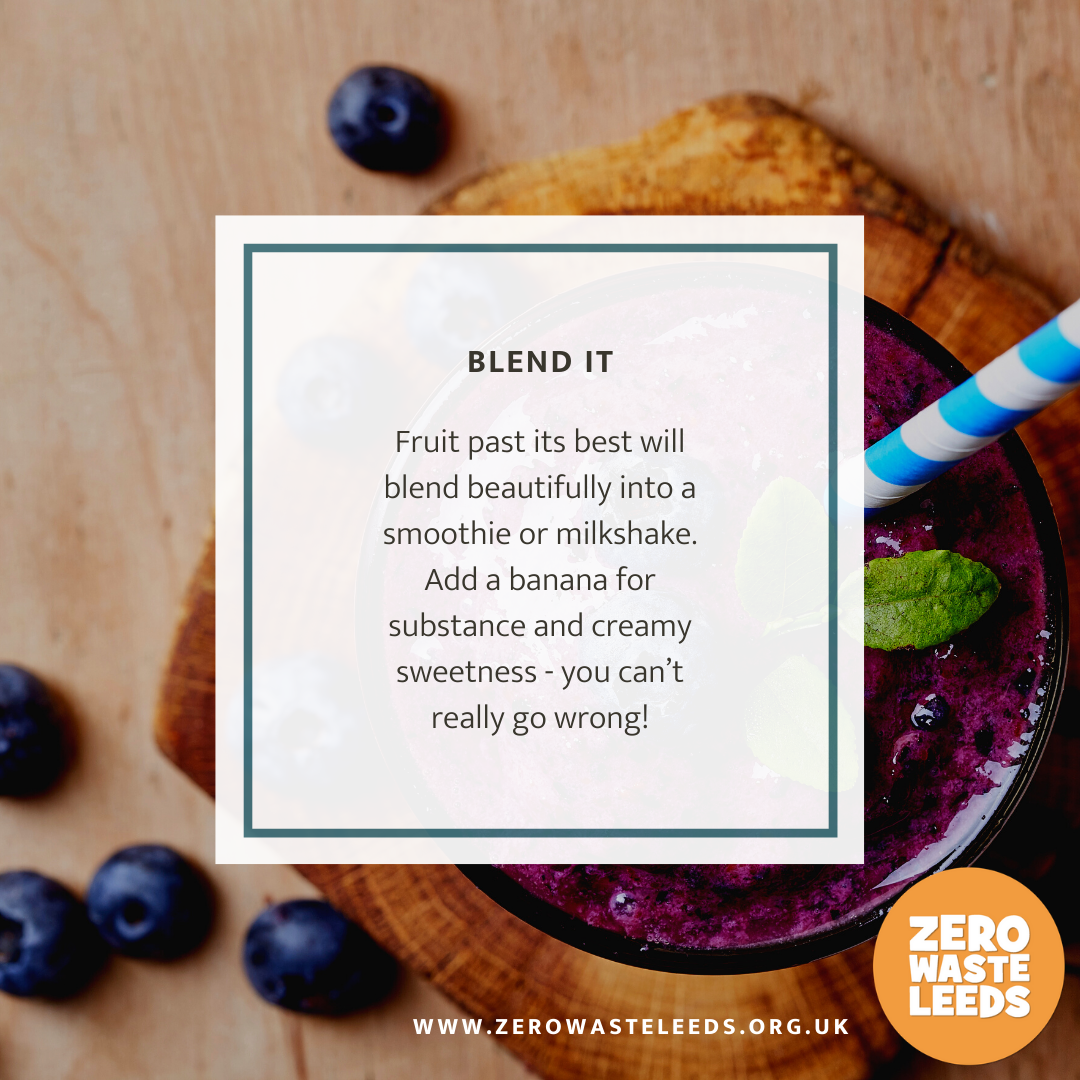 BLEND IT
Fruit past its best will
blend beautifully into a
smoothie or milkshake.
Add a banana for
substance and creamy
sweetness - you can’t
really go wrong!
ZERO
WASTE
LEEDS
WWW.ZEROWASTELEEDS.ORG.UK